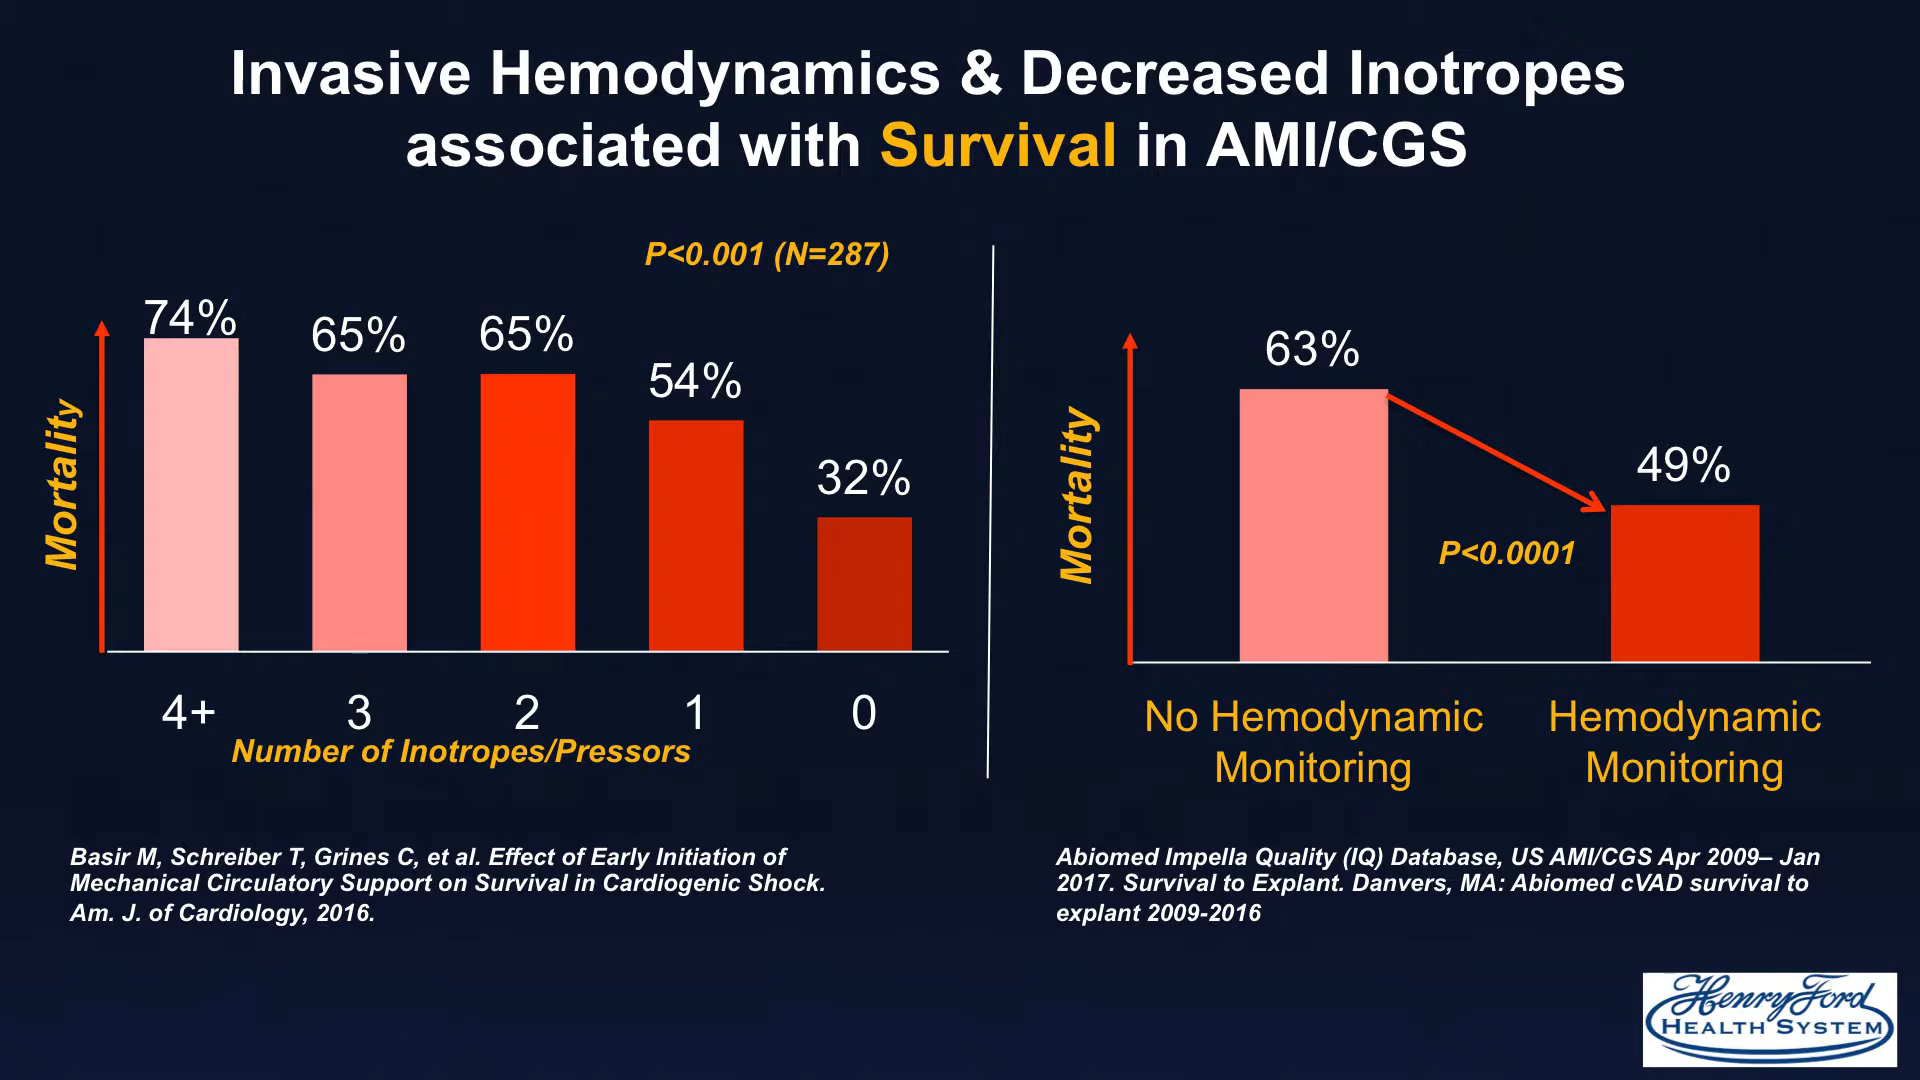 Invasive Hemodynamics & Decreased Inotropes
associated with Survival in AMI/CGS
P<0.001 (N=287)
74%
65%
65%
54%
32%
Mortality
4+
3
2
1
0
Number of Inotropes/Pressors
63%
49%
P<0.0001
Mortality
No Hemodynamic
Monitoring
Hemodynamic
Monitoring
Basir M, Schreiber T, Grines C, et al. Effect of Early Initiation of
Mechanical Circulatory Support on Survival in Cardiogenic Shock.
Am. J. of Cardiology, 2016.
Abiomed Impella Quality (IQ) Database, US AMI/CGS Apr 2009– Jan
2017. Survival to Explant. Danvers, MA: Abiomed cVAD survival to
explant 2009-2016
Henry Ford
HEALTH SYSTEM